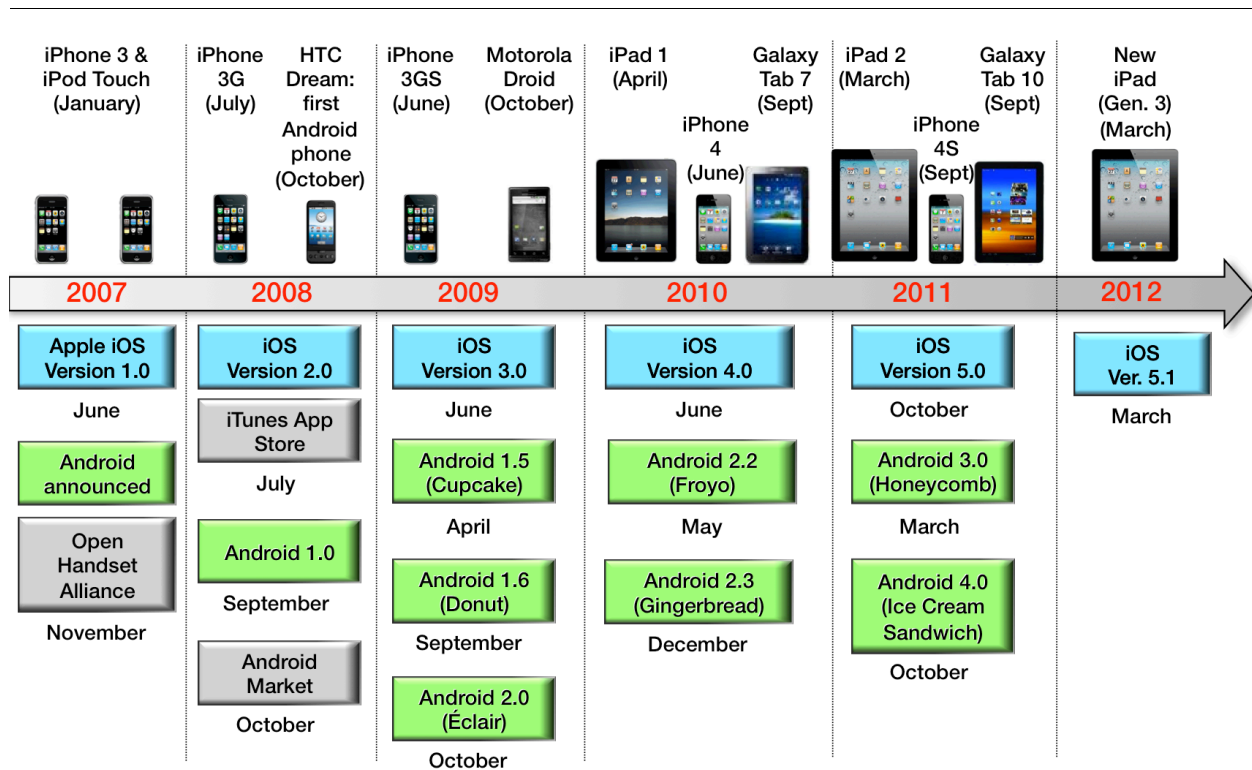 iPhone 3 &
iPod Touch
(January)
iPhone
3G
(July)
HTC
Dream:
first
Android
phone
(October)
iPhone
3GS
(June)
Motorola
Droid
(October)
iPad 1
(April)
iPhone
4
(June)
Galaxy
Tab 7
(Sept)
iPad 2
(March)
iPhone
4S
(Sept)
Galaxy
Tab 10
(Sept)
New
iPad
(Gen. 3)
(March)
2007
2008
2009
2010
2011
2012
Apple iOS
Version 1.0
June
Android
announced
Open
Handset
Alliance
November
iOS
Version 2.0
iTunes App
Store
July
Android 1.0
September
Android
Market
October
iOS
Version 3.0
June
Android 1.5
(Cupcake)
April
Android 1.6
(Donut)
September
Android 2.0
(Éclair)
October
iOS
Version 4.0
June
Android 2.2
(Froyo)
May
Android 2.3
(Gingerbread)
December
iOS
Version 5.0
October
Android 3.0
(Honeycomb)
March
Android 4.0
(Ice Cream
Sandwich)
October
iOS
Ver. 5.1
March